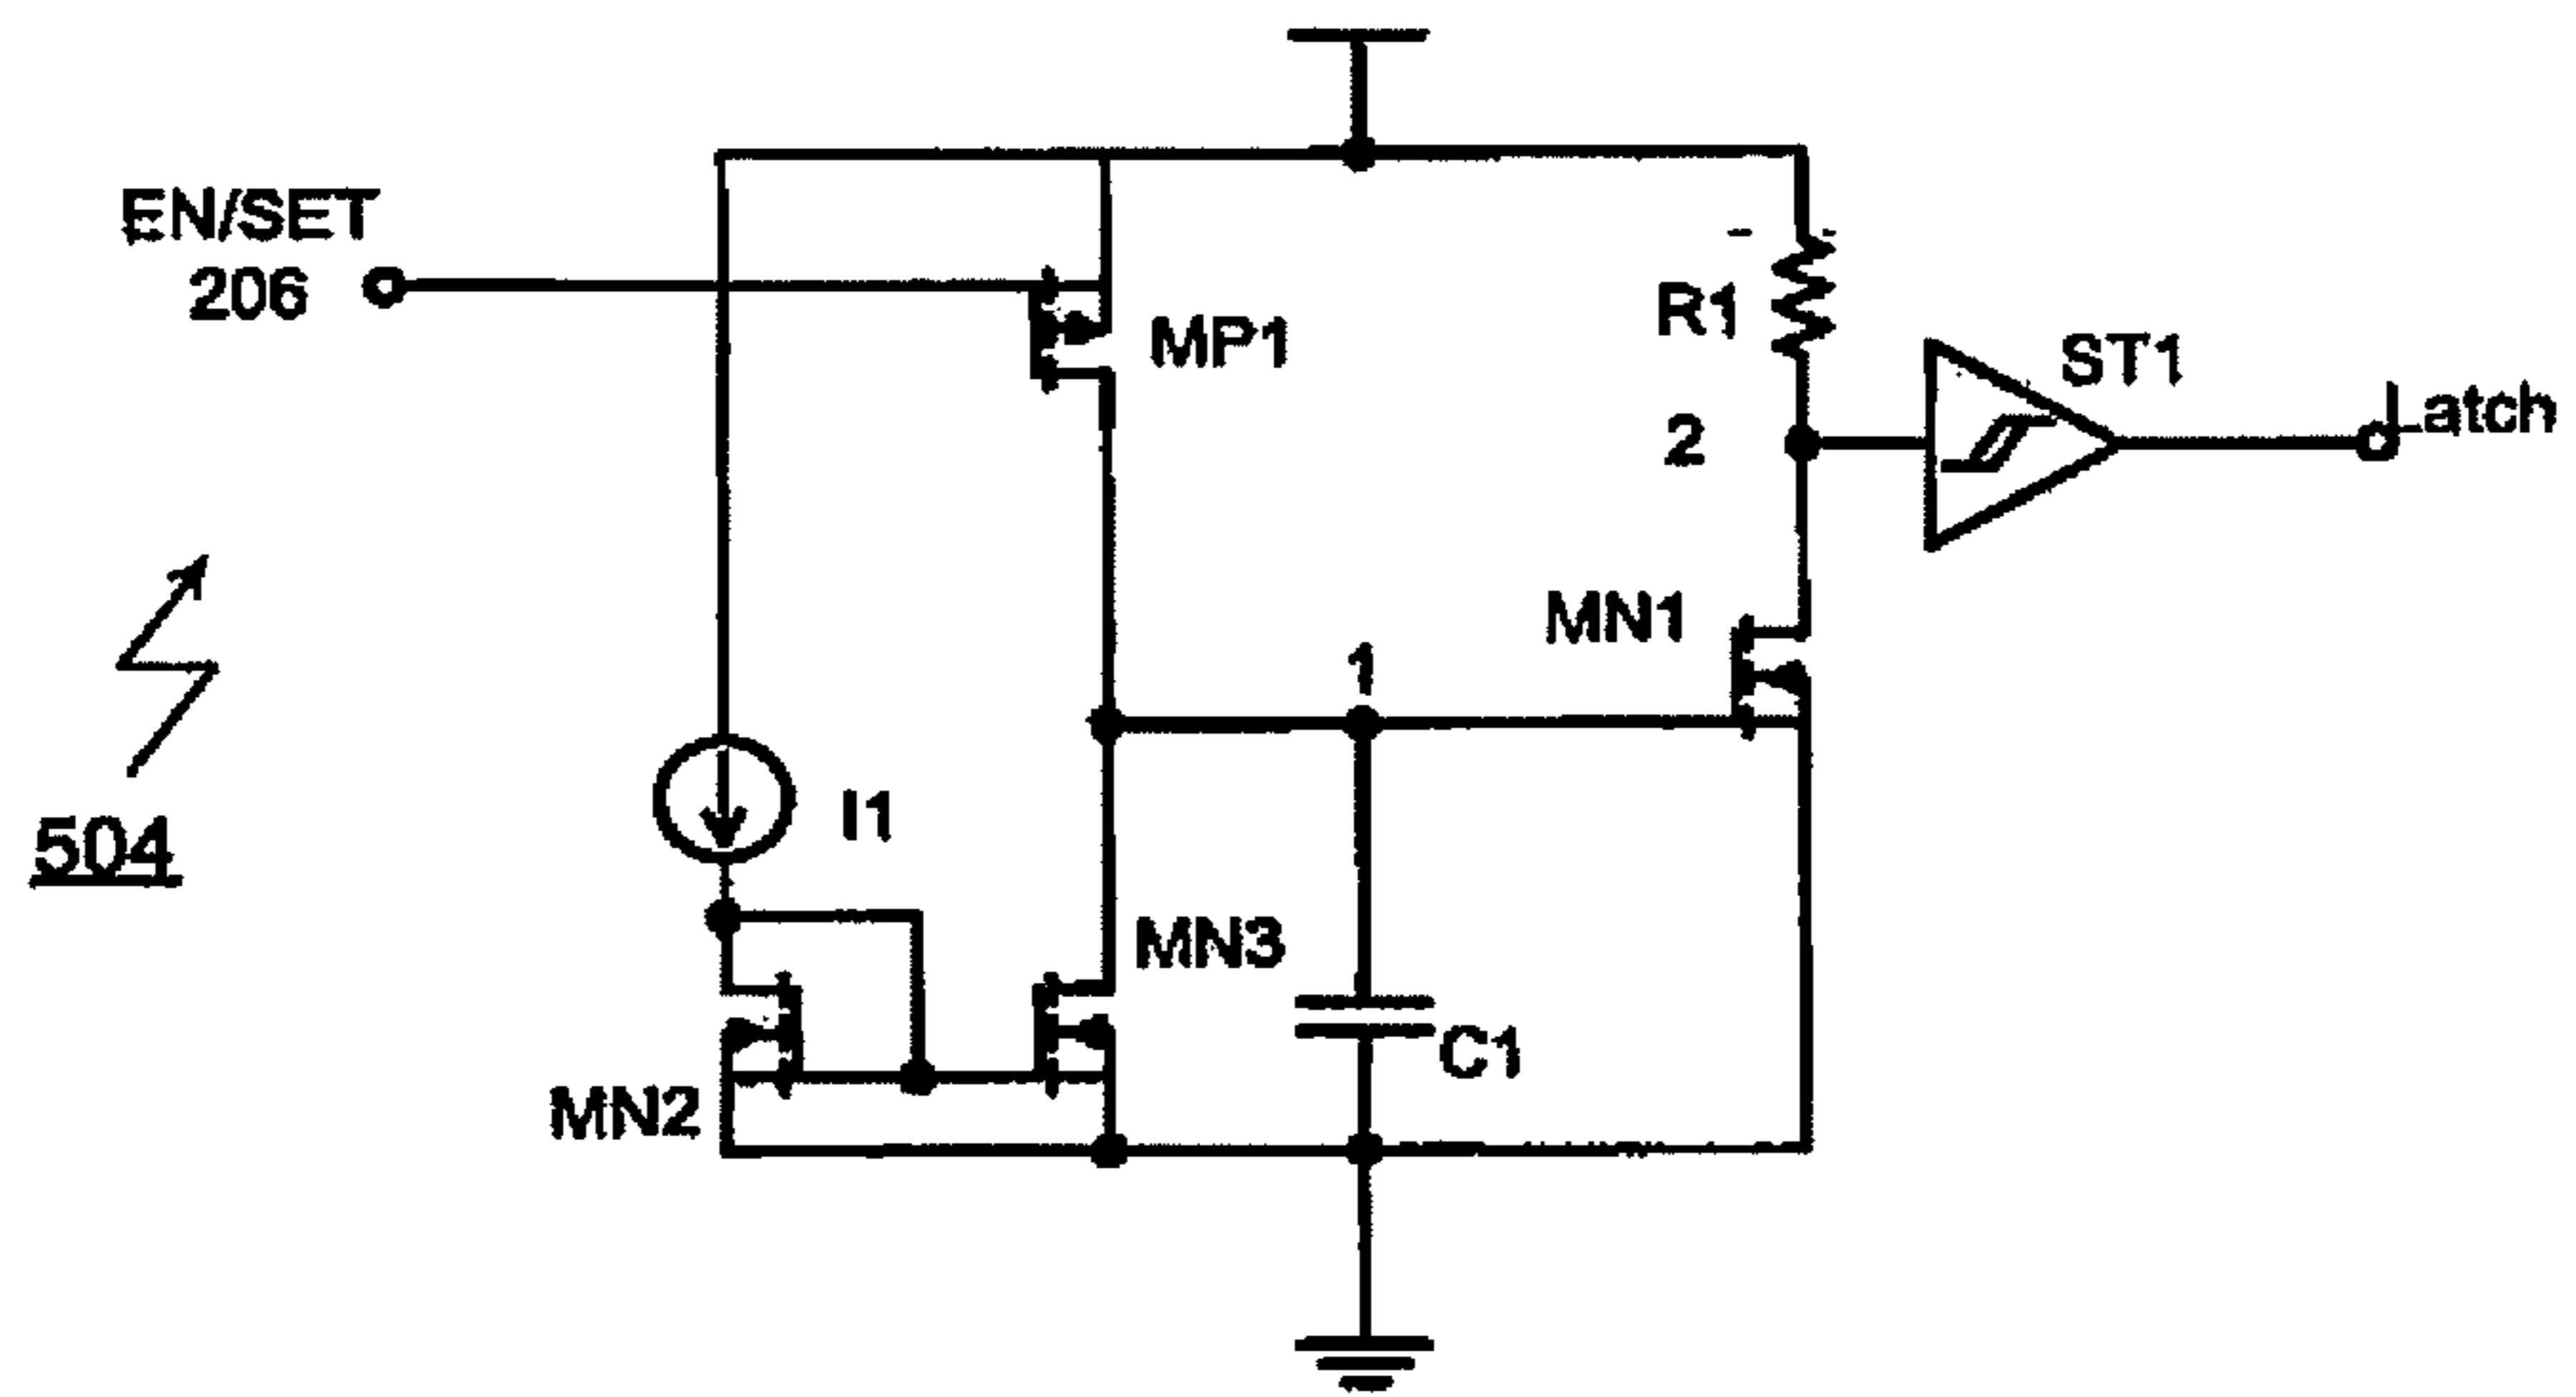 EN/SET
206
MP1
R1
ST1
2
Latch
MN1
1
I1
504
MN3
C1
MN2